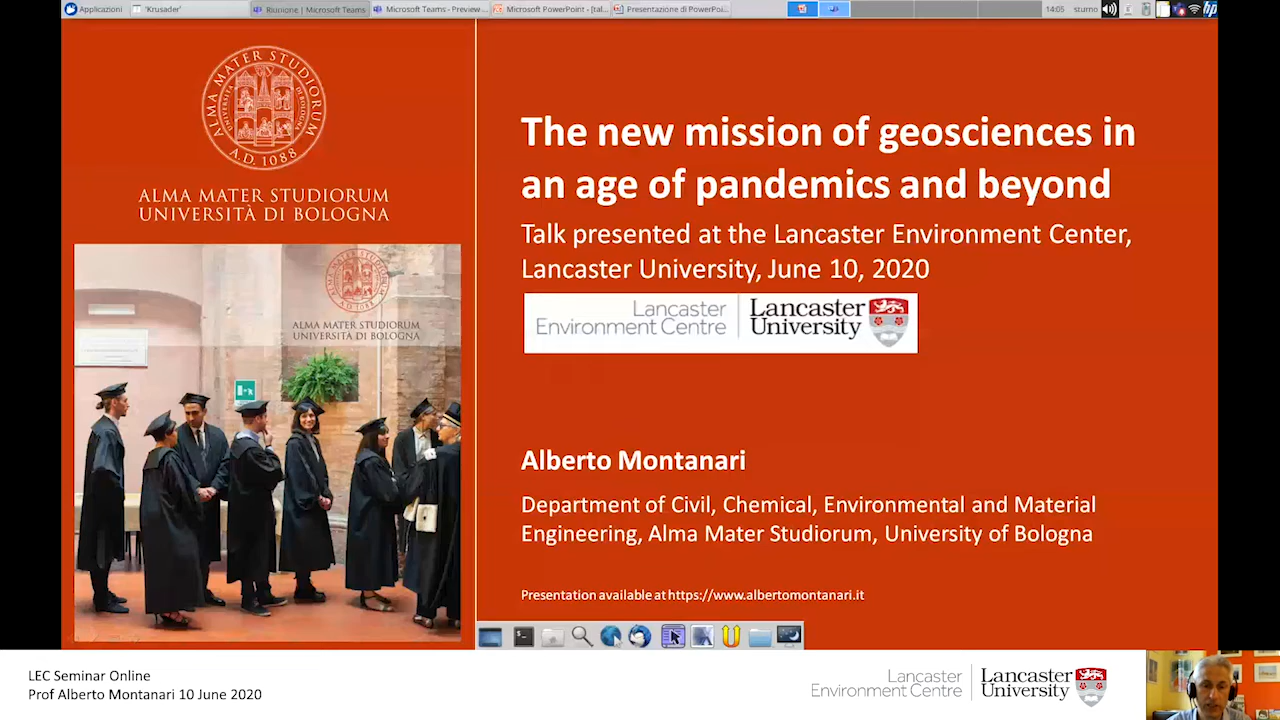 Applicazioni
'Krusader'
Riunione | Microsoft Teams
Microsoft Teams - Preview ...
Microsoft PowerPoint - [tal...
Presentazione di PowerPoi...
14:05
sturno
hp
ALMA MATER STUDIORUM
A.D. 1088
ALMA MATER STUDIORUM
UNIVERSITÀ DI BOLOGNA
ALMA MATER STUDIORUM
UNIVERSITÀ DI BOLOGNA
The new mission of geosciences in
an age of pandemics and beyond
Talk presented at the Lancaster Environment Center,
Lancaster University, June 10, 2020
Lancaster
Environment Centre
Lancaster
University
Alberto Montanari
Department of Civil, Chemical, Environmental and Material
Engineering, Alma Mater Studiorum, University of Bologna
Presentation available at https://www.albertomontanari.it
LEC Seminar Online
Prof Alberto Montanari 10 June 2020
Lancaster
Environment Centre
Lancaster
University